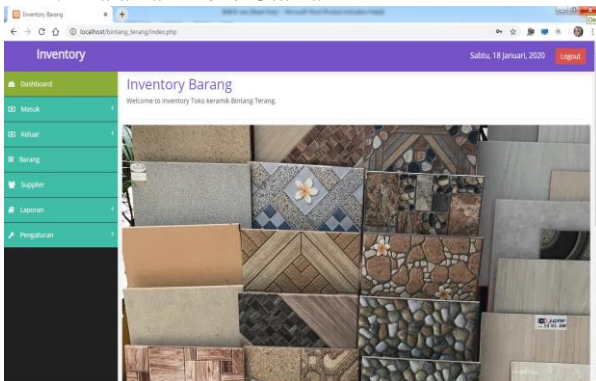 Inventory Barang
localhost/bintang_terang/index.php
Inventory
Sabtu, 18 Januari, 2020
Logout
Dashboard
Masuk
Keluar
Barang
Supplier
Laporan
Pengaturan
Inventory Barang
Welcome to Inventory Toko keramik Bintang Terang.